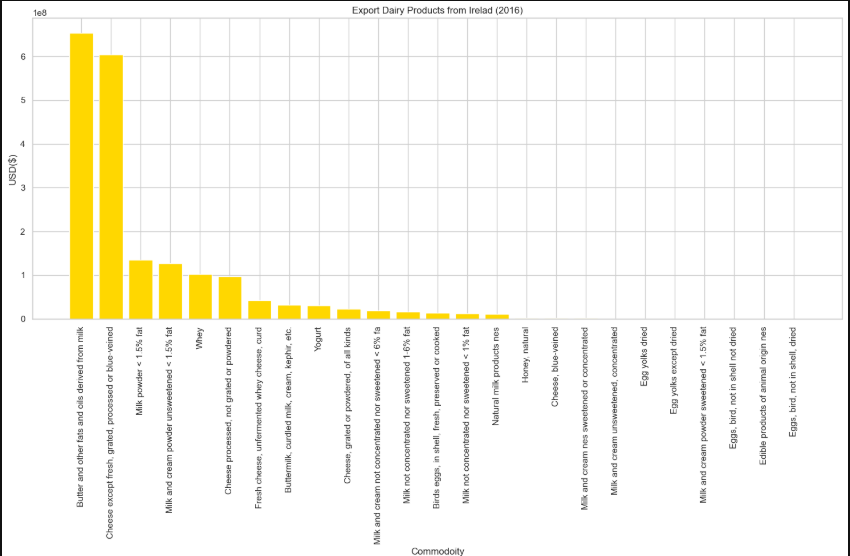 Export Dairy Products from Irelad (2016)
1e8
6
5
4
3
2
1
0
USD($)
Butter and other fats and oils derived from milk
Cheese except fresh, grated, processed or blue-veined
Milk powder < 1.5% fat
Milk and cream powder unsweetened < 1.5% fat
Whey
Cheese processed, not grated or powdered
Fresh cheese, unfermented whey cheese, curd
Buttermilk, curdled milk, cream, kephir, etc.
Yogurt
Cheese, grated or powdered, of all kinds
Milk and cream not concentrated nor sweetened < 6% fa
Milk not concentrated nor sweetened 1-6% fat
Birds eggs, in shell, fresh, preserved or cooked
Milk not concentrated nor sweetened < 1% fat
Natural milk products nes
Honey, natural
Cheese, blue-veined
Milk and cream nes sweetened or concentrated
Milk and cream unsweetened, concentrated
Egg yolks dried
Egg yolks except dried
Milk and cream powder sweetened < 1.5% fat
Eggs, bird, not in shell not dried
Edible products of animal origin nes
Eggs, bird, not in shell, dried
Commodoity